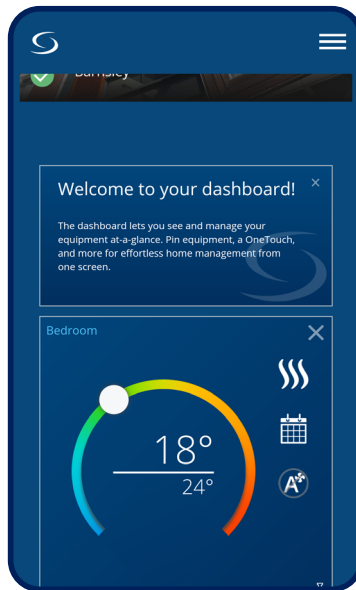 Barnsley
Welcome to your dashboard!
The dashboard lets you see and manage your
equipment at-a-glance. Pin equipment, a OneTouch,
and more for effortless home management from
one screen.
Bedroom
18°
24°
A